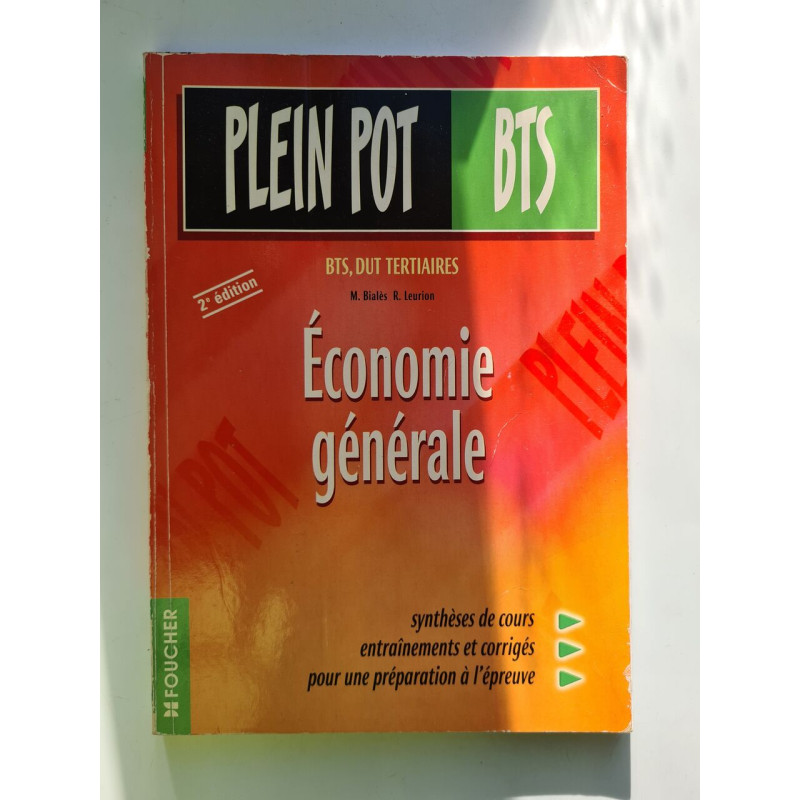 PLEIN POT BTS
BTS, DUT TERTIAIRES
2e édition
M. Bialès R. Leurion
Économie
générale
PLEIN
POT
synthèses de cours
entraînements et corrigés
pour une préparation à l'épreuve
FOUCHER